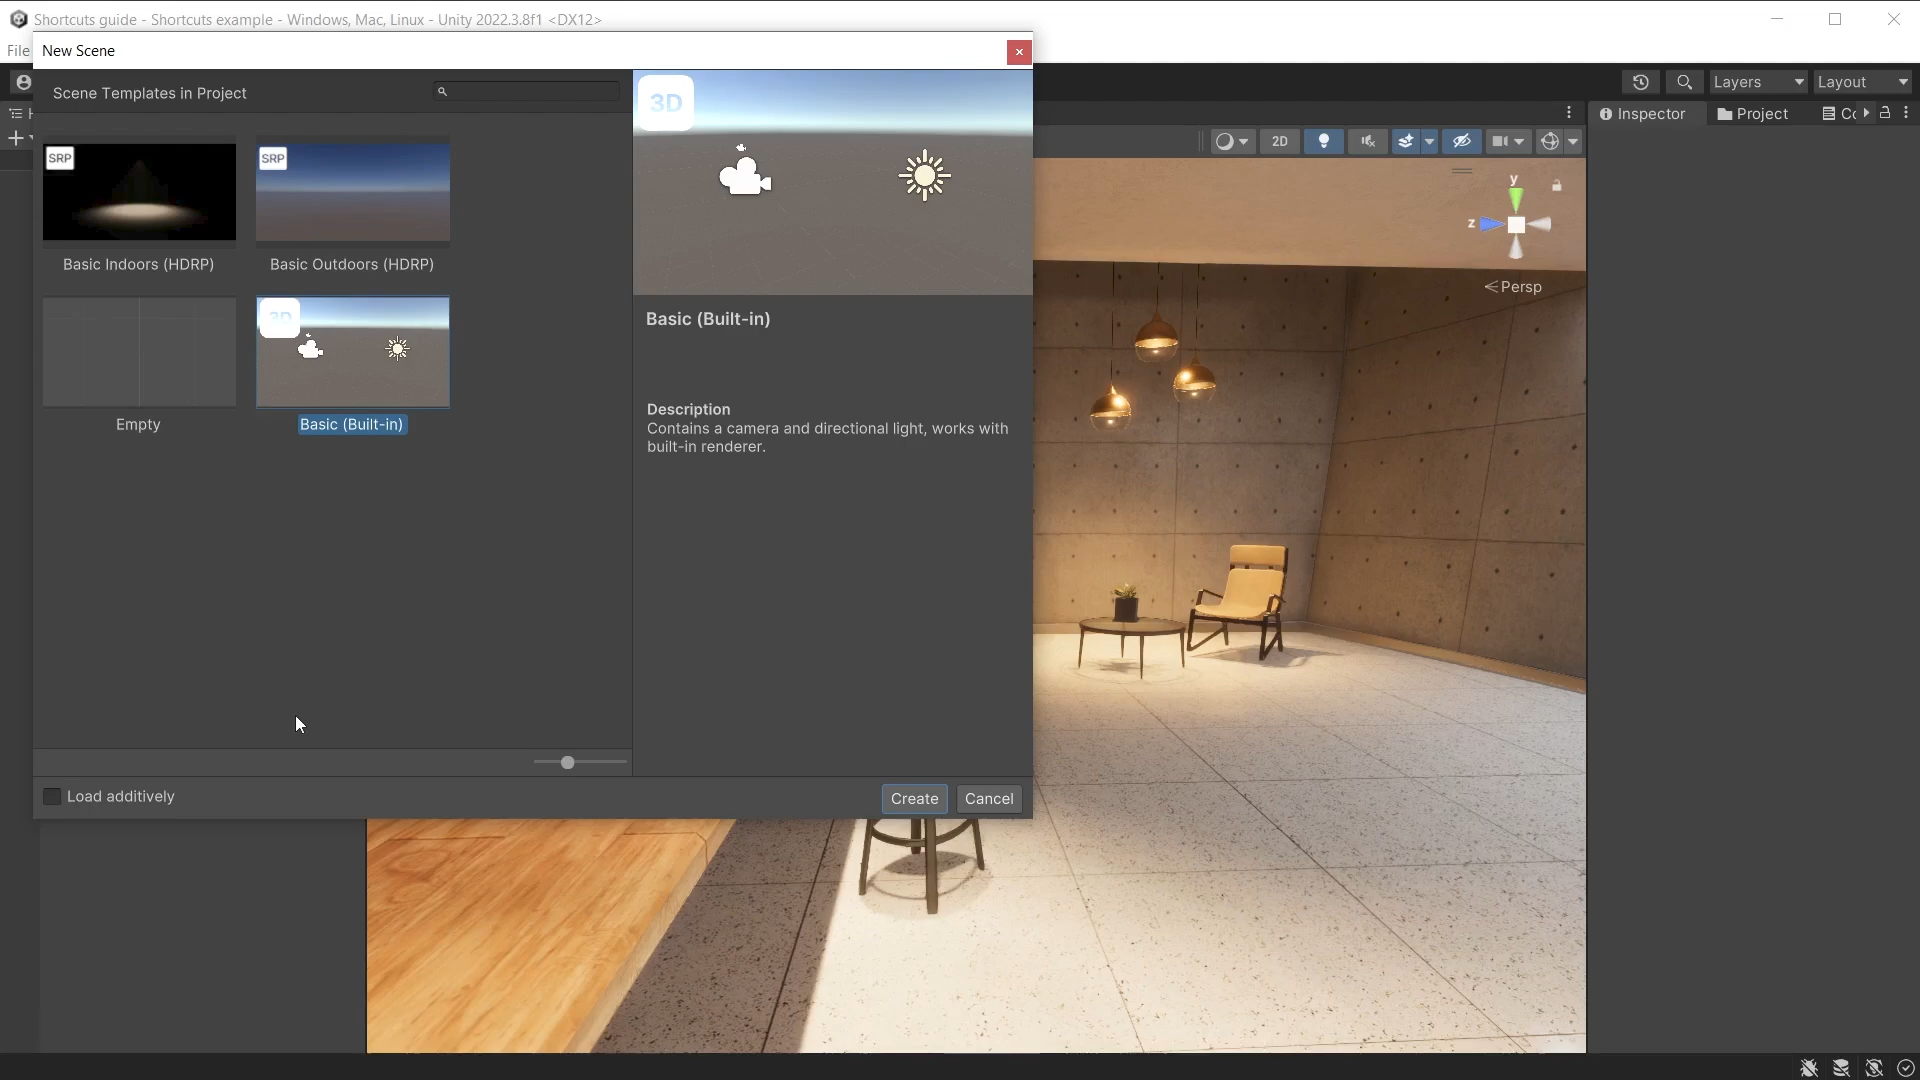 Shortcuts guide - Shortcuts example - Windows, Mac, Linux - Unity 2022.3.8f1 <DX12>
File
New Scene
Scene Templates in Project
SRP
SRP
Basic Indoors (HDRP)
Basic Outdoors (HDRP)
3D
Empty
Basic (Built-in)
Load additively
3D
Basic (Built-in)
Description
Contains a camera and directional light, works with
built-in renderer.
Create
Cancel
Layers
Layout
Inspector
Project
2D
y
z
Persp